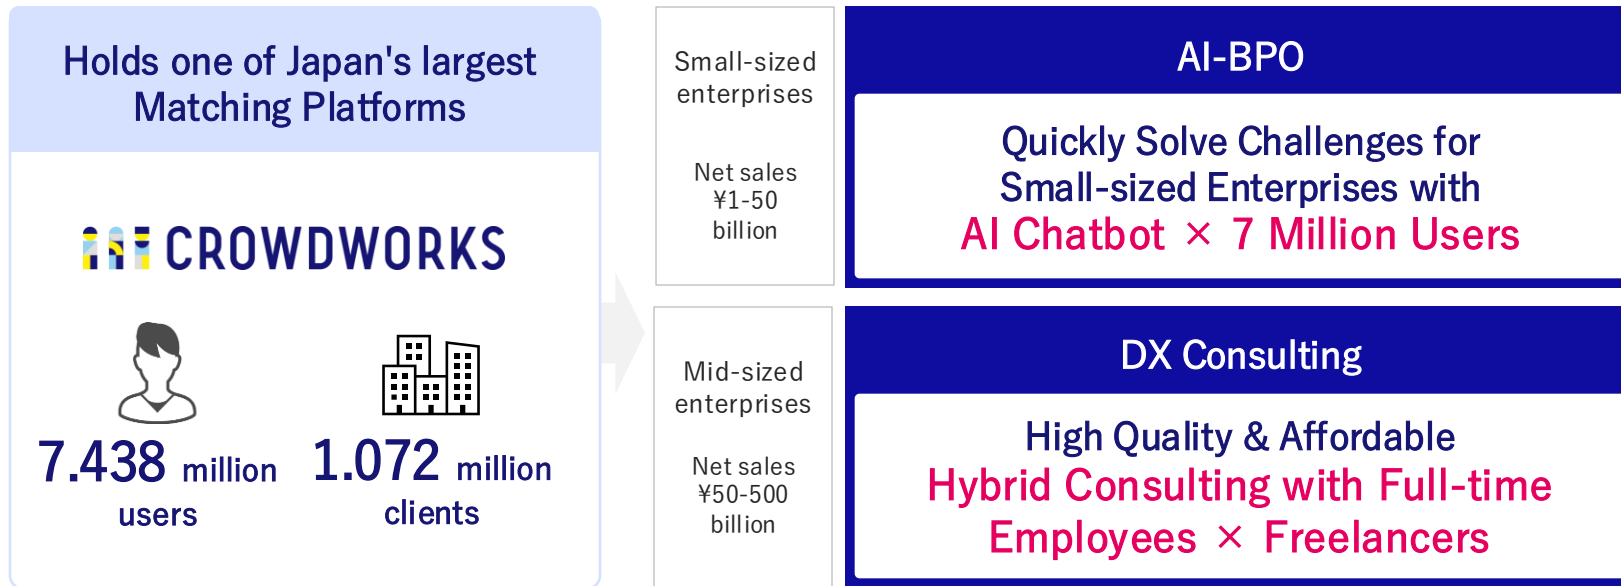 Holds one of Japan's largest
Matching Platforms
CROWDWORKS
7.438 million
users
1.072 million
clients
Small-sized
enterprises
Net sales
¥1-50
billion
AI-BPO
Quickly Solve Challenges for
Small-sized Enterprises with
AI Chatbot × 7 Million Users
Mid-sized
enterprises
Net sales
¥50-500
billion
DX Consulting
High Quality & Affordable
Hybrid Consulting with Full-time
Employees × Freelancers